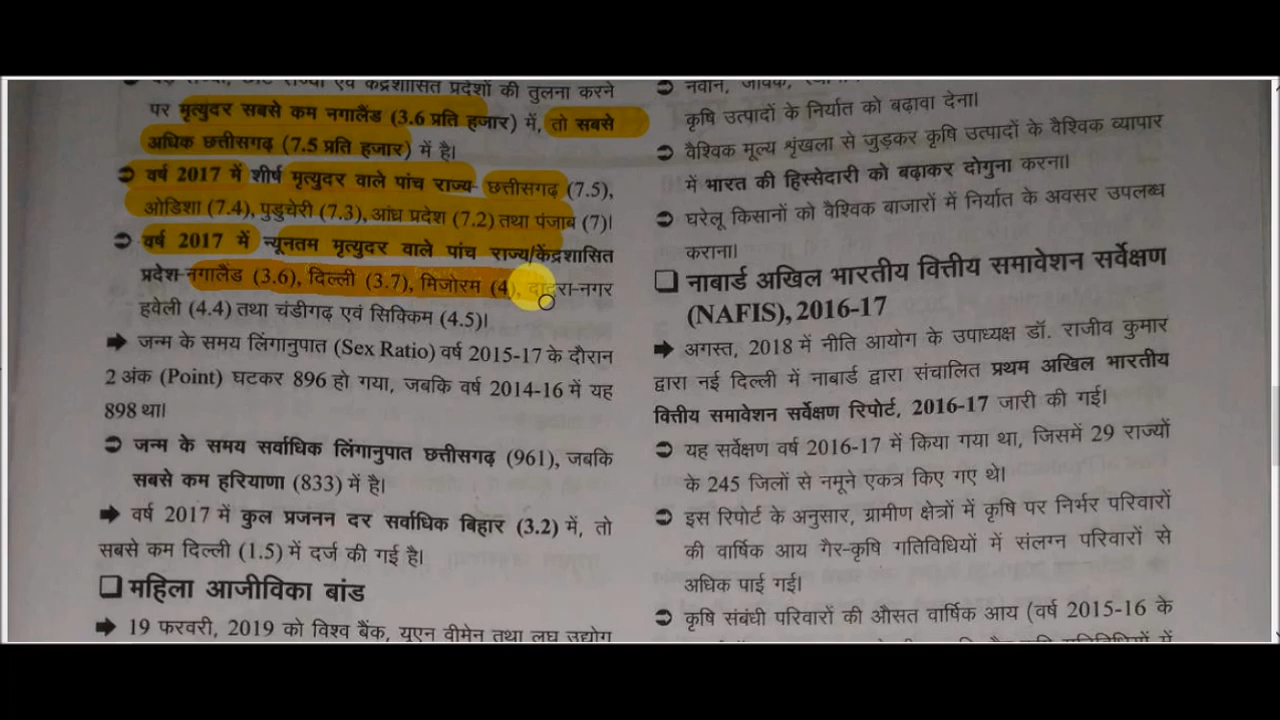 प्रदेशों की तुलना करने
पर मृत्युदर सबसे कम नगालैंड (3.6 प्रति हजार) में, तो सबसे
अधिक छत्तीसगढ़ (7.5 प्रति हजार) में है।
➲ वर्ष 2017 में शीर्ष मृत्युदर वाले पांच राज्य- छत्तीसगढ़ (7.5),
ओडिशा (7.4), पुडुचेरी (7.3), आंध्र प्रदेश (7.2) तथा पंजाब (7)।
➲ वर्ष 2017 में न्यूनतम मृत्युदर वाले पांच राज्य/केंद्रशासित
प्रदेश-नगालैंड (3.6), दिल्ली (3.7), मिजोरम (4), दादरा-नगर
हवेली (4.4) तथा चंडीगढ़ एवं सिक्किम (4.5)।
➡ जन्म के समय लिंगानुपात (Sex Ratio) वर्ष 2015-17 के दौरान
2 अंक (Point) घटकर 896 हो गया, जबकि वर्ष 2014-16 में यह
898 था।
➲ जन्म के समय सर्वाधिक लिंगानुपात छत्तीसगढ़ (961), जबकि
सबसे कम हरियाणा (833) में है।
➡ वर्ष 2017 में कुल प्रजनन दर सर्वाधिक बिहार (3.2) में, तो
सबसे कम दिल्ली (1.5) में दर्ज की गई है।
❑ महिला आजीविका बांड
➡ 19 फरवरी, 2019 को विश्व बैंक, यूएन वीमेन तथा लघु उद्योग
कृषि उत्पादों के निर्यात को बढ़ावा देना।
➲ वैश्विक मूल्य शृंखला से जुड़कर कृषि उत्पादों के वैश्विक व्यापार
में भारत की हिस्सेदारी को बढ़ाकर दोगुना करना।
➲ घरेलू किसानों को वैश्विक बाजारों में निर्यात के अवसर उपलब्ध
कराना।
❑ नाबार्ड अखिल भारतीय वित्तीय समावेशन सर्वेक्षण
(NAFIS), 2016-17
➡ अगस्त, 2018 में नीति आयोग के उपाध्यक्ष डॉ. राजीव कुमार
द्वारा नई दिल्ली में नाबार्ड द्वारा संचालित प्रथम अखिल भारतीय
वित्तीय समावेशन सर्वेक्षण रिपोर्ट, 2016-17 जारी की गई।
➲ यह सर्वेक्षण वर्ष 2016-17 में किया गया था, जिसमें 29 राज्यों
के 245 जिलों से नमूने एकत्र किए गए थे।
➲ इस रिपोर्ट के अनुसार, ग्रामीण क्षेत्रों में कृषि पर निर्भर परिवारों
की वार्षिक आय गैर-कृषि गतिविधियों में संलग्न परिवारों से
अधिक पाई गई।
➲ कृषि संबंधी परिवारों की औसत वार्षिक आय (वर्ष 2015-16 के